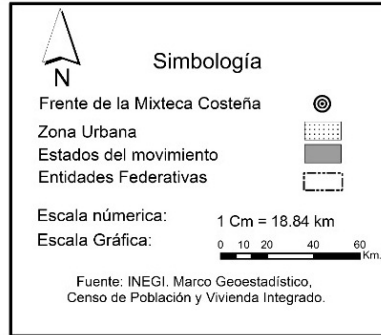 N
Simbología
Frente de la Mixteca Costeña
Zona Urbana
Estados del movimiento
Entidades Federativas
Escala númerica: 1 Cm = 18.84 km
Escala Gráfica: 0 10 20 40 60 Km.
Fuente: INEGI. Marco Geoestadístico,
Censo de Población y Vivienda Integrado.